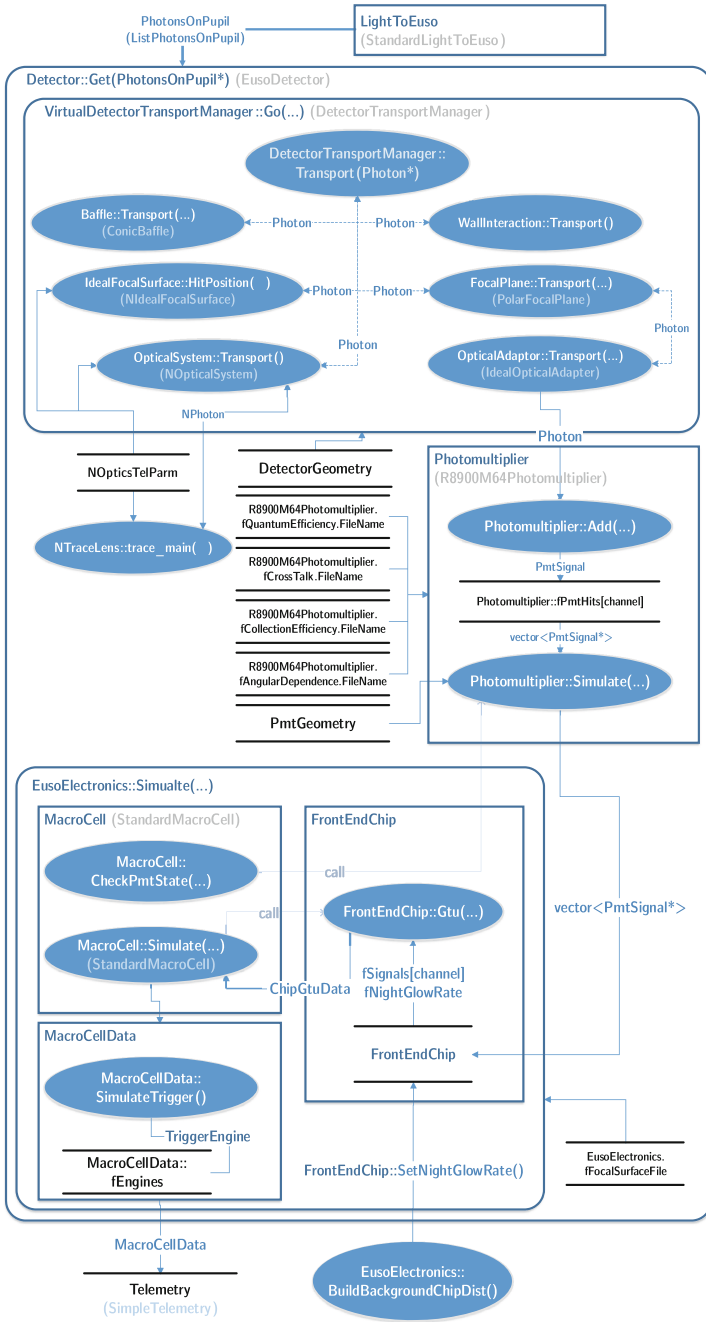 PhotonsOnPupil
(ListPhotonsOnPupil)
LightToEuso
(StandardLightToEuso)
Detector::Get(PhotonsOnPupil*) (EusoDetector)
VirtualDetectorTransportManager::Go(...) (DetectorTransportManager)
DetectorTransportManager::
Transport(Photon*)
Baffle::Transport(...)
(ConicBaffle)
Photon
Photon
WallInteraction::Transport()
IdealFocalSurface::HitPosition( )
(NIdealFocalSurface)
Photon
Photon
FocalPlane::Transport(...)
(PolarFocalPlane)
Photon
OpticalSystem::Transport()
(NOpticalSystem)
Photon
OpticalAdaptor::Transport(...)
(IdealOpticalAdapter)
NPhoton
Photon
NOpticsTelParm
DetectorGeometry
Photomultiplier
(R8900M64Photomultiplier)
R8900M64Photomultiplier.
fQuantumEfficiency.FileName
NTraceLens::trace_main( )
Photomultiplier::Add(...)
R8900M64Photomultiplier.
fCrossTalk.FileName
PmtSignal
Photomultiplier::fPmtHits[channel]
R8900M64Photomultiplier.
fCollectionEfficiency.FileName
vector<PmtSignal*>
R8900M64Photomultiplier.
fAngularDependence.FileName
Photomultiplier::Simulate(...)
PmtGeometry
EusoElectronics::Simualte(...)
MacroCell (StandardMacroCell)
FrontEndChip
MacroCell::
CheckPmtState(...)
call
call
FrontEndChip::Gtu(...)
vector<PmtSignal*>
MacroCell::Simulate(...)
(StandardMacroCell)
ChipGtuData
fSignals[channel]
fNightGlowRate
MacroCellData
FrontEndChip
MacroCellData::
SimulateTrigger()
TriggerEngine
MacroCellData::
fEngines
FrontEndChip::SetNightGlowRate()
EusoElectronics.
fFocalSurfaceFile
MacroCellData
Telemetry
(SimpleTelemetry)
EusoElectronics::
BuildBackgroundChipDist()